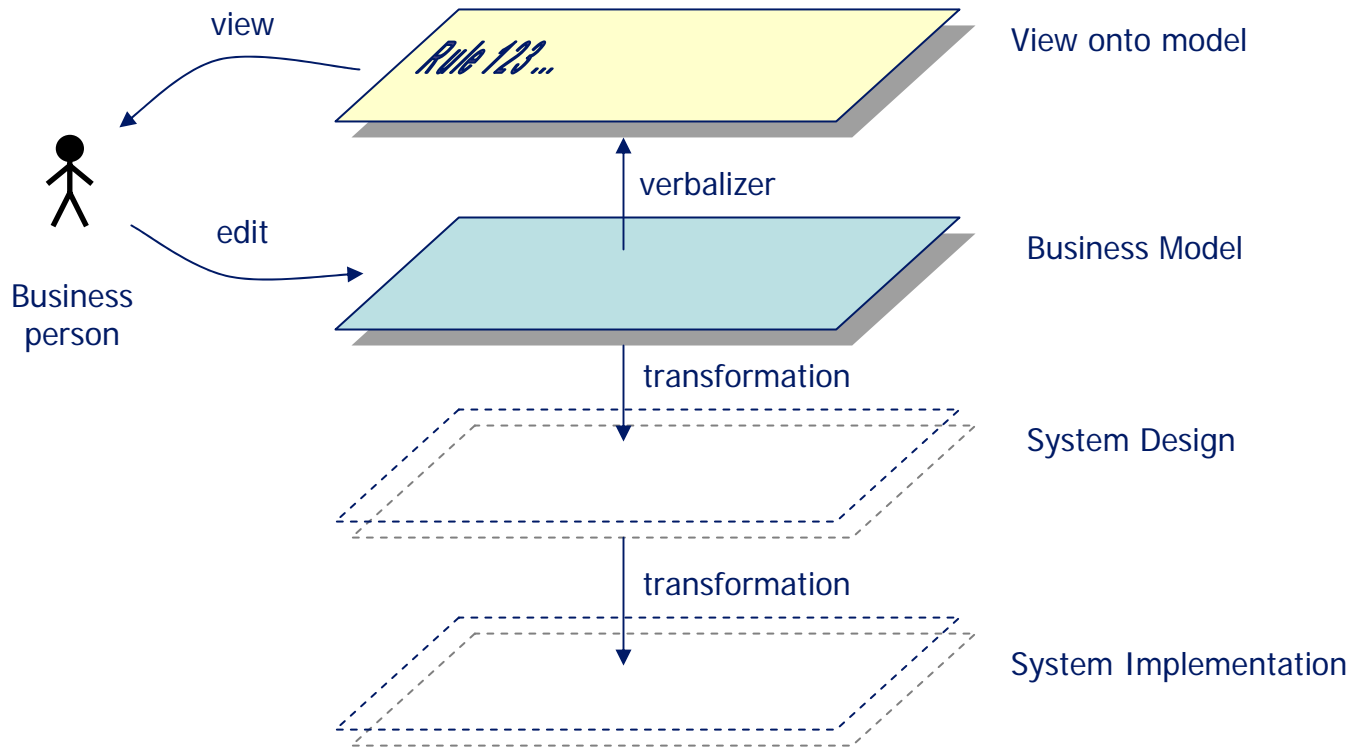 view
Rule 123...
View onto model
verbalizer
edit
Business Model
Business
person
transformation
System Design
transformation
System Implementation